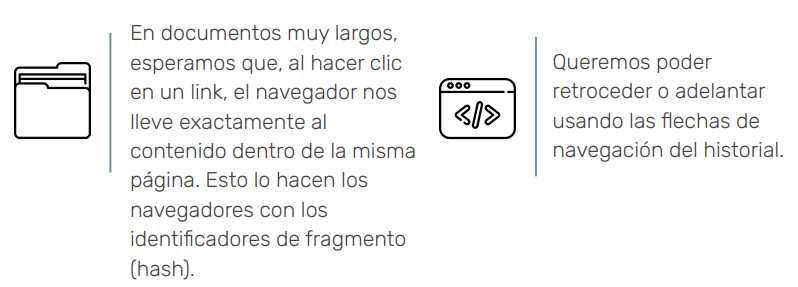 En documentos muy largos,
esperamos que, al hacer clic
en un link, el navegador nos
lleve exactamente al
contenido dentro de la misma
página. Esto lo hacen los
navegadores con los
identificadores de fragmento
(hash).
Queremos poder
retroceder o adelantar
usando las flechas de
navegación del historial.